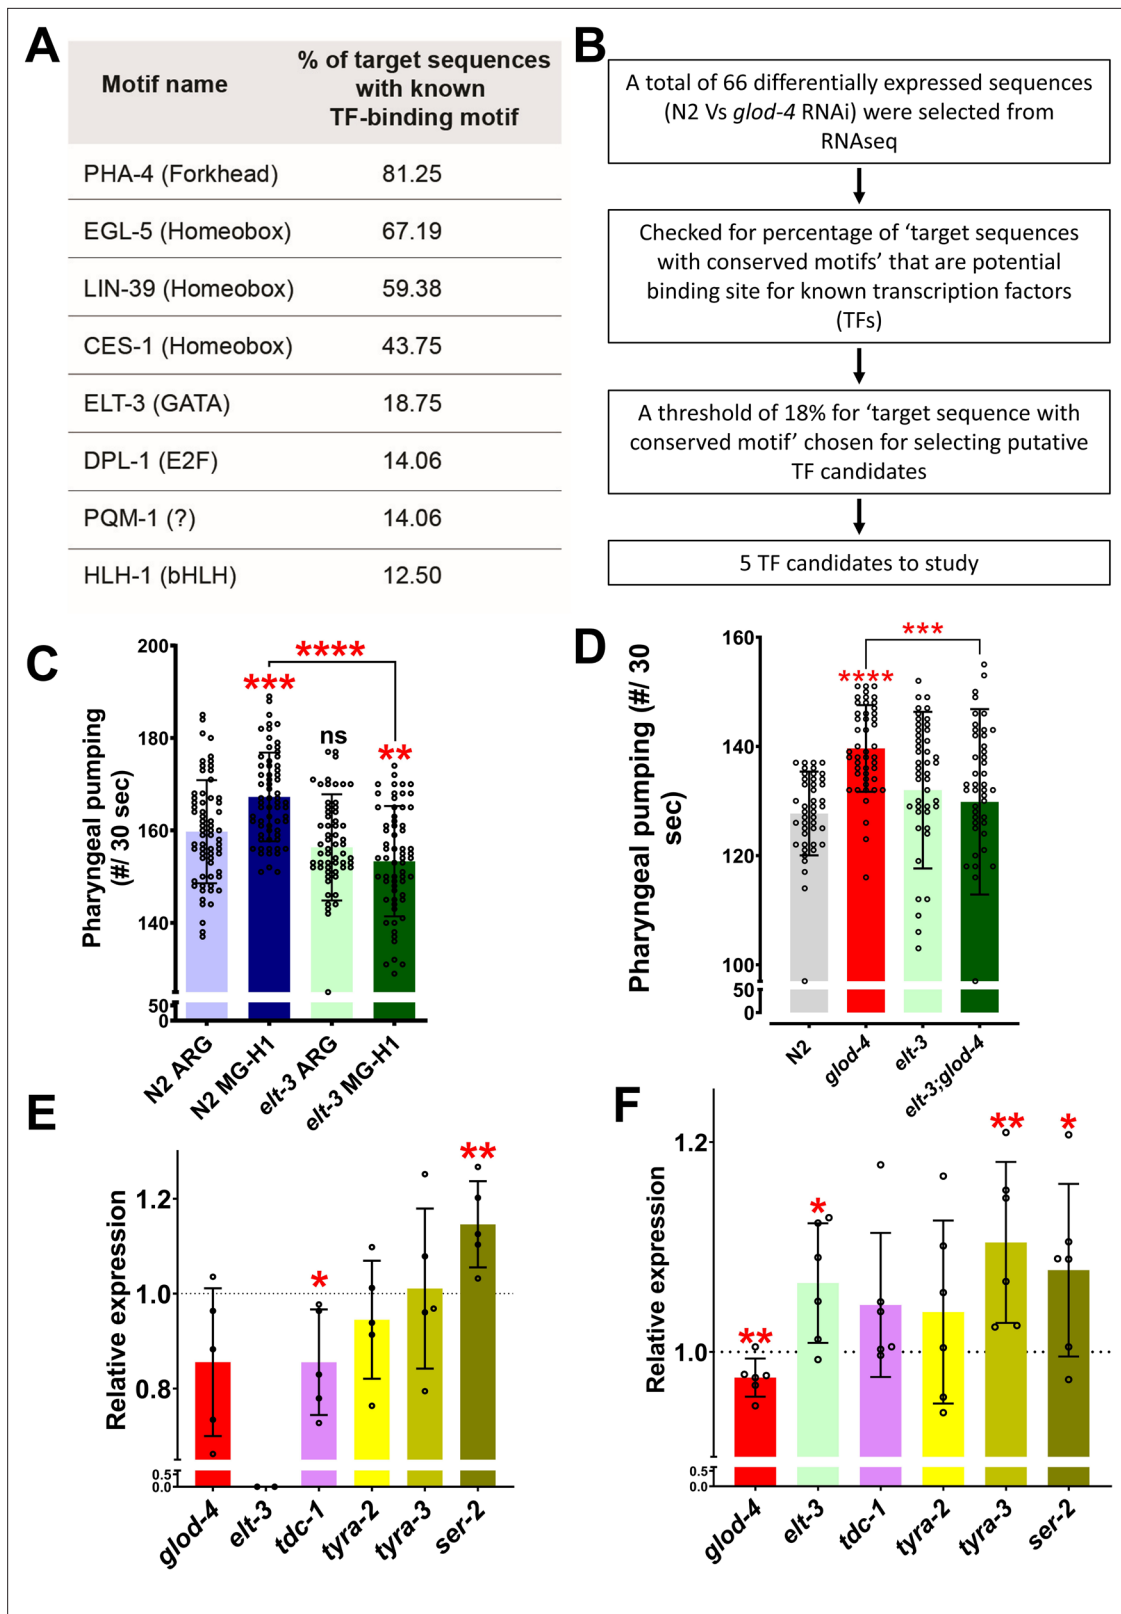 A
Motif name
% of target sequences
with known
TF-binding motif
PHA-4 (Forkhead) 81.25
EGL-5 (Homeobox) 67.19
LIN-39 (Homeobox) 59.38
CES-1 (Homeobox) 43.75
ELT-3 (GATA) 18.75
DPL-1 (E2F) 14.06
PQM-1 (?) 14.06
HLH-1 (bHLH) 12.50
B
A total of 66 differentially expressed sequences
(N2 Vs glod-4 RNAi) were selected from
RNAseq
Checked for percentage of ‘target sequences
with conserved motifs’ that are potential
binding site for known transcription factors
(TFs)
A threshold of 18% for ‘target sequence with
conserved motif’ chosen for selecting putative
TF candidates
5 TF candidates to study
C
Pharyngeal pumping
(#/ 30 sec)
200
180
160
140
50
0
***
****
ns
**
N2 ARG
N2 MG-H1
elt-3 ARG
elt-3 MG-H1
D
Pharyngeal pumping (#/ 30
sec)
160
140
120
100
50
0
****
***
N2
glod-4
elt-3
elt-3;glod-4
E
Relative expression
1.2
1.0
0.8
0.5
0.0
*
**
glod-4
elt-3
tdc-1
tyra-2
tyra-3
ser-2
F
Relative expression
1.2
1.0
0.5
0.0
**
*
**
*
glod-4
elt-3
tdc-1
tyra-2
tyra-3
ser-2